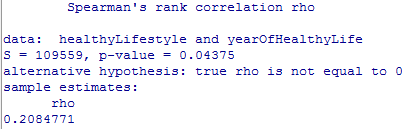 Spearman's rank correlation rho
data:  healthyLifestyle and yearOfHealthyLife
S = 109559, p-value = 0.04375
alternative hypothesis: true rho is not equal to 0
sample estimates:
rho
0.2084771